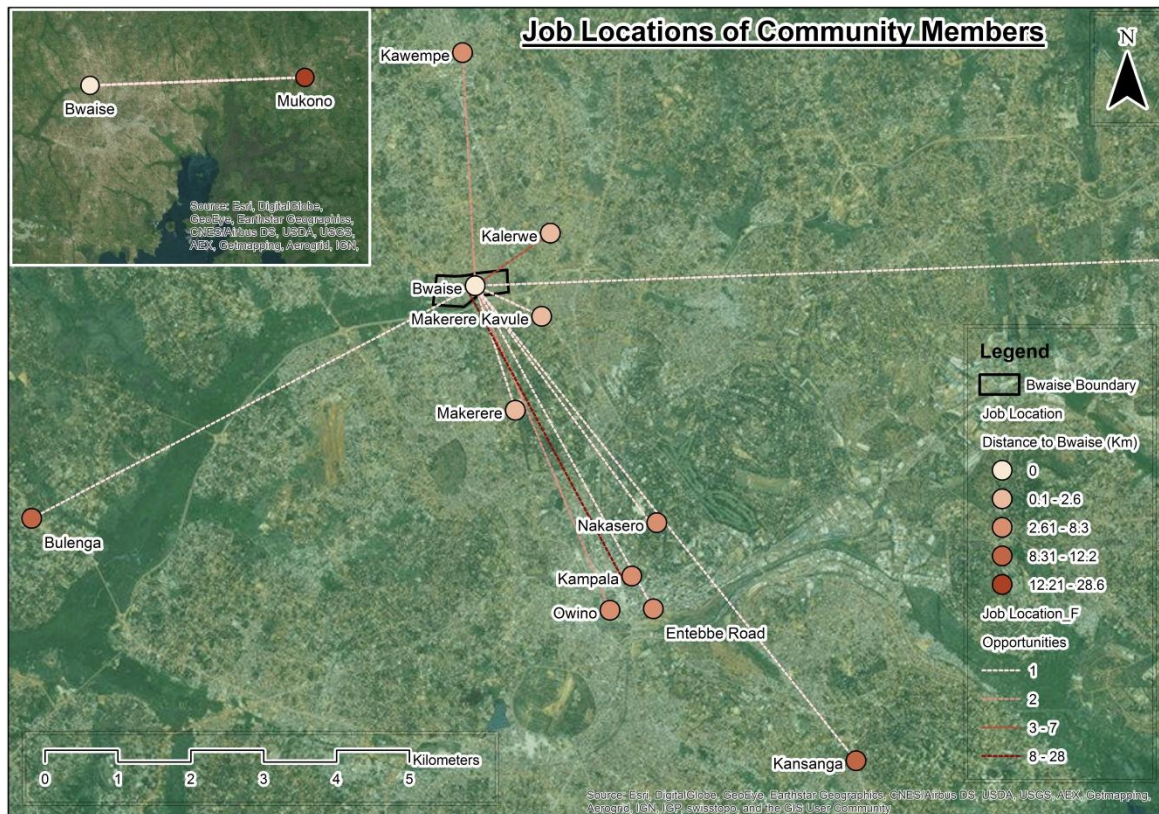 Job Locations of Community Members
N
Bwaise
Mukono
Source: Esri, DigitalGlobe,
GeoEye, Earthstar Geographics,
CNES/Airbus DS, USDA, USGS,
AEX, Getmapping, Aerogrid, IGN,
Kawempe
Kalerwe
Bwaise
Makerere Kavule
Makerere
Bulenga
Nakasero
Kampala
Owino
Entebbe Road
Kansanga
Legend
Bwaise Boundary
Job Location
Distance to Bwaise (Km)
0
0.1 - 2.6
2.61 - 8.3
8.31 - 12.2
12.21 - 28.6
Job Location_F
Opportunities
1
2
3 - 7
8 - 28
Kilometers
0 1 2 3 4 5
Source: Esri, DigitalGlobe, GeoEye, Earthstar Geographics, CNES/Airbus DS, USDA, USGS, AEX, Getmapping,
Aerogrid, IGN, IGP, swisstopo, and the GIS User Community